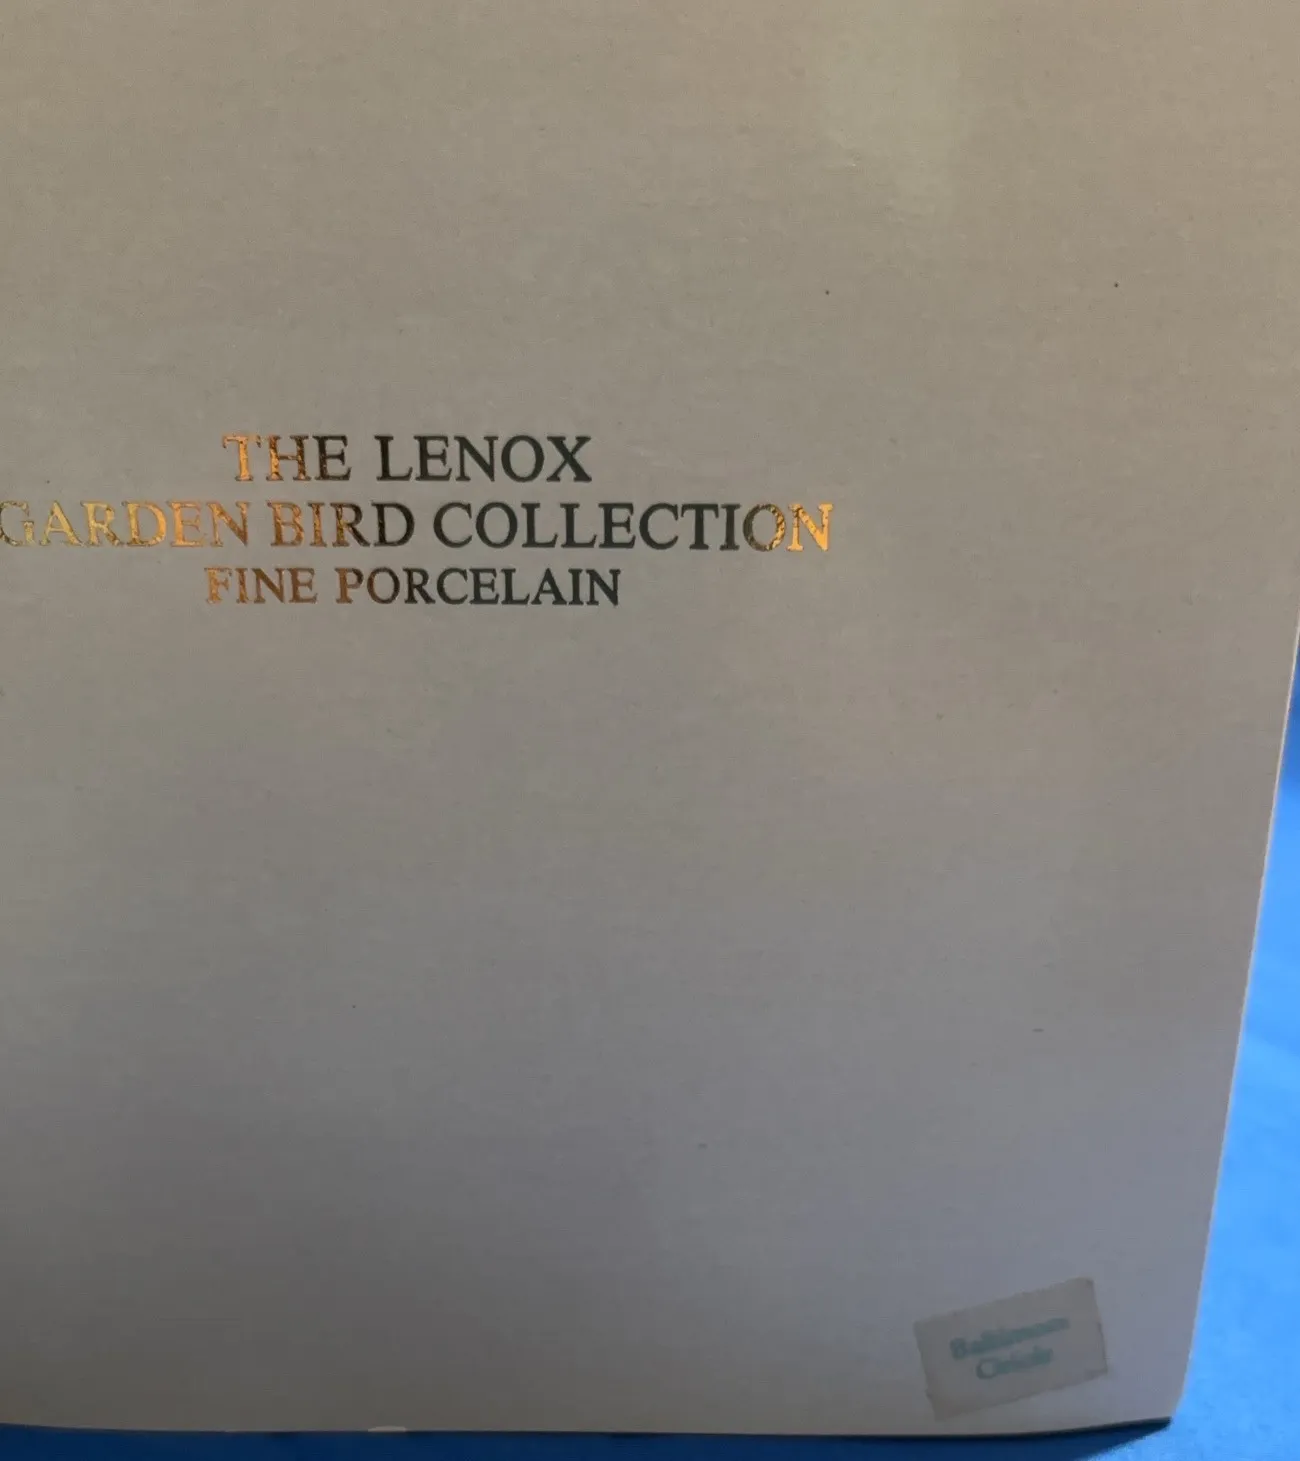 THE LENOX
GARDEN BIRD COLLECTION
FINE PORCELAIN
Baltimore
Oriole